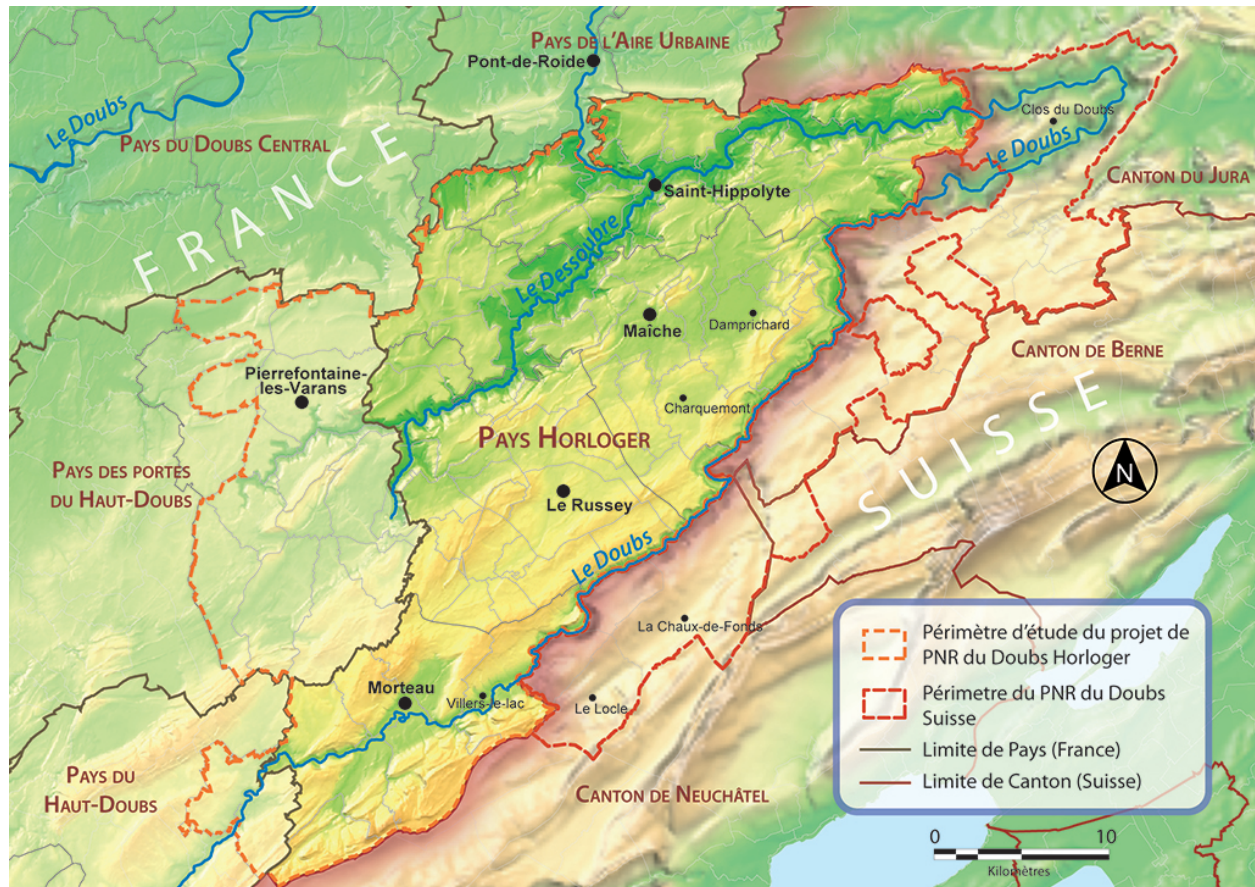 PAYS DE L'AIRE URBAINE
Pont-de-Roide
Le Doubs
PAYS DU DOUBS CENTRAL
FRANCE
Clos du Doubs
Le Doubs
CANTON DU JURA
Saint-Hippolyte
Le Dessoubre
Maîche
Damprichard
CANTON DE BERNE
Pierrefontaine-
les-Varans
Charquemont
PAYS HORLOGER
SUISSE
N
PAYS DES PORTES
DU HAUT-DOUBS
Le Russey
Le Doubs
La Chaux-de-Fonds
Morteau
Villers-le-lac
Le Locle
PAYS DU
HAUT-DOUBS
CANTON DE NEUCHÂTEL
Périmètre d'étude du projet de
PNR du Doubs Horloger
Périmetre du PNR du Doubs
Suisse
Limite de Pays (France)
Limite de Canton (Suisse)
0 10
Kilomètres